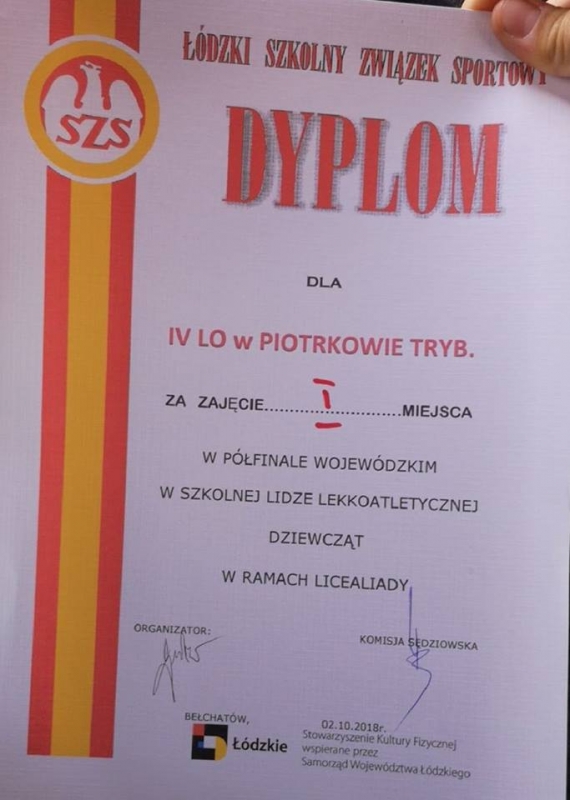 ŁÓDZKI SZKOLNY ZWIĄZEK SPORTOWY
SZS
DYPLOM
DLA
IV LO w PIOTRKOWIE TRYB.
ZA ZAJĘCIE...........I...............MIEJSCA
W PÓŁFINALE WOJEWÓDZKIM
W SZKOLNEJ LIDZE LEKKOATLETYCZNEJ
DZIEWCZĄT
W RAMACH LICEALIADY
ORGANIZATOR:
KOMISJA SĘDZIOWSKA
BEŁCHATÓW, 02.10.2018r.
Łódzkie
Stowarzyszenie Kultury Fizycznej
wspierane przez
Samorząd Województwa Łódzkiego